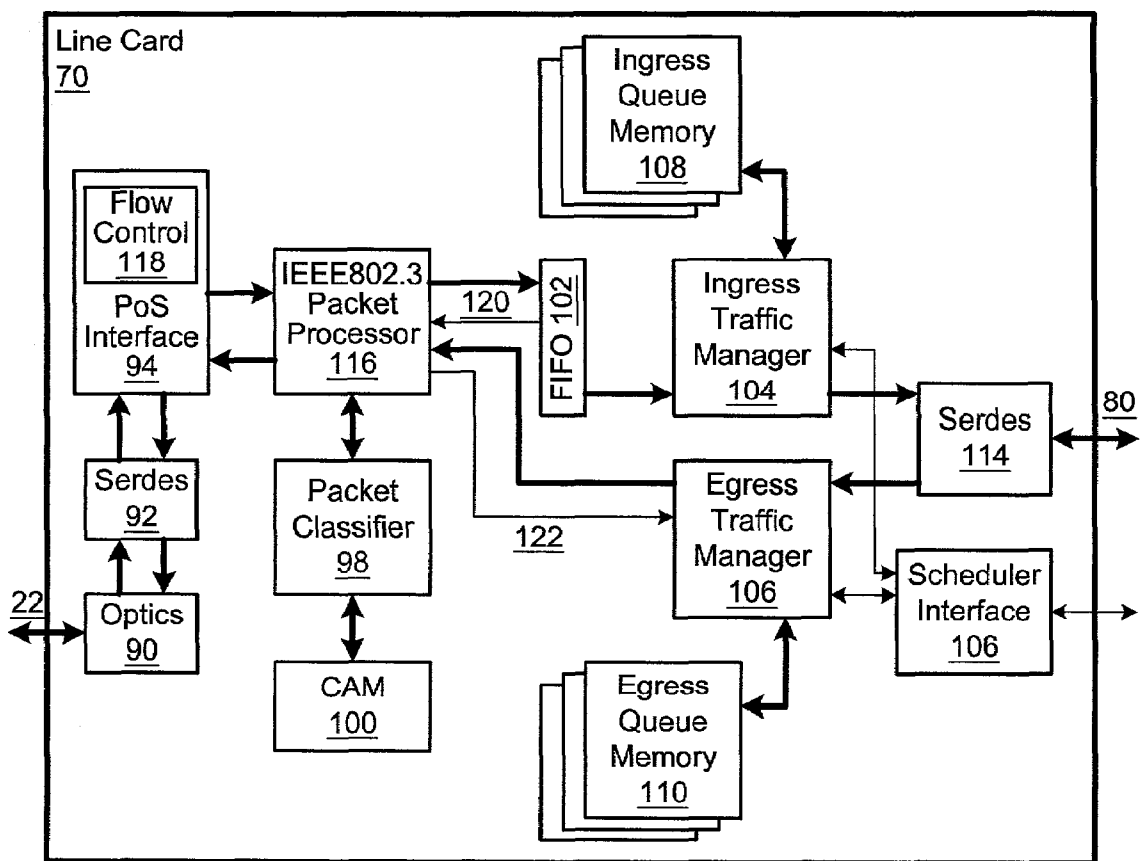 Line Card
70
Ingress
Queue
Memory
108
Flow
Control
118
PoS
Interface
94
IEEE802.3
Packet
Processor
116
120
FIFO 102
Ingress
Traffic
Manager
104
80
Serdes
114
Serdes
92
Packet
Classifier
98
122
Egress
Traffic
Manager
106
Scheduler
Interface
106
22
Optics
90
CAM
100
Egress
Queue
Memory
110